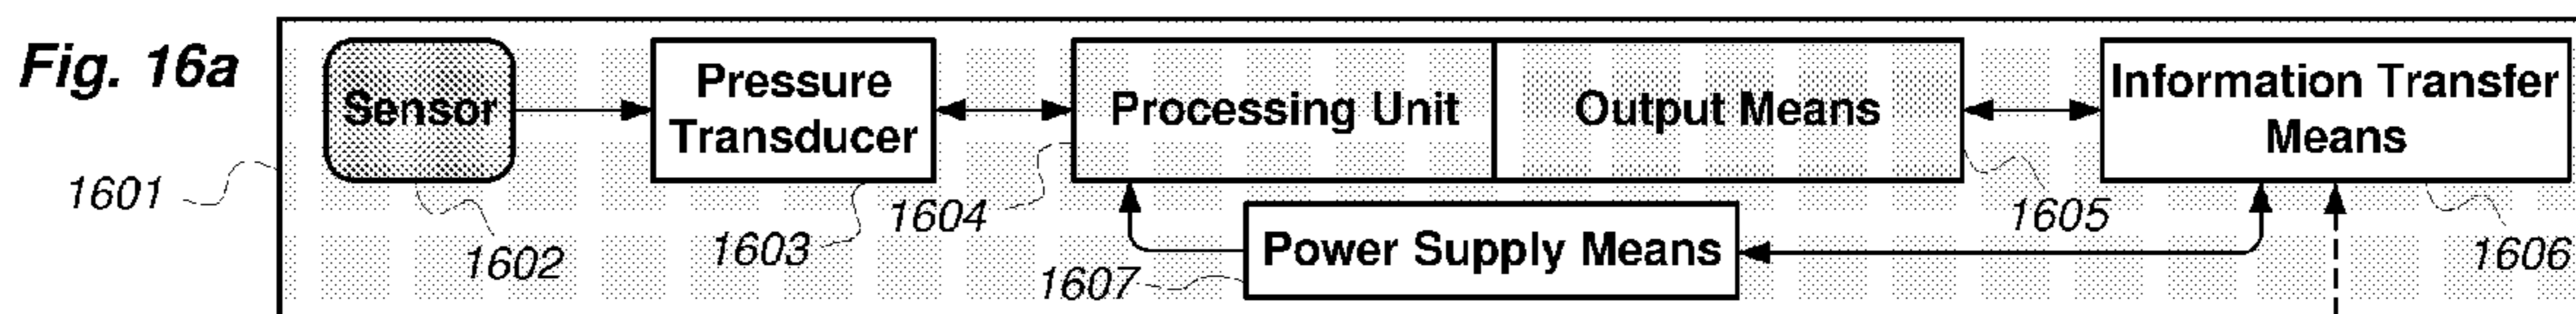 Fig. 16a
Sensor
Pressure
Transducer
Processing Unit
Output Means
Information Transfer
Means
1601
1602
1603
1604
1605
1606
Power Supply Means
1607